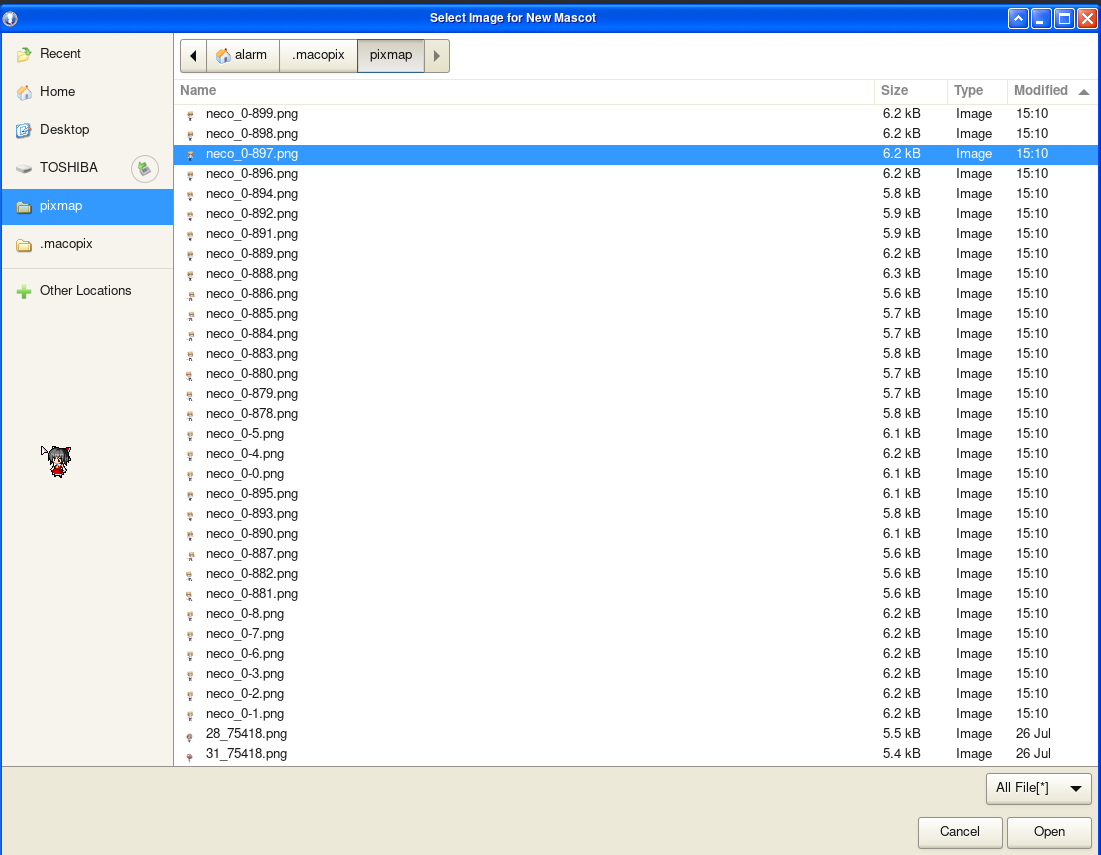 Select Image for New Mascot
Recent
Home
Desktop
TOSHIBA
pixmap
.macopix
Other Locations
alarm .macopix pixmap
Name Size Type Modified
neco_0-899.png 6.2 kB Image 15:10
neco_0-898.png 6.2 kB Image 15:10
neco_0-897.png 6.2 kB Image 15:10
neco_0-896.png 6.2 kB Image 15:10
neco_0-894.png 5.8 kB Image 15:10
neco_0-892.png 5.9 kB Image 15:10
neco_0-891.png 5.9 kB Image 15:10
neco_0-889.png 6.2 kB Image 15:10
neco_0-888.png 6.3 kB Image 15:10
neco_0-886.png 5.6 kB Image 15:10
neco_0-885.png 5.7 kB Image 15:10
neco_0-884.png 5.7 kB Image 15:10
neco_0-883.png 5.8 kB Image 15:10
neco_0-880.png 5.7 kB Image 15:10
neco_0-879.png 5.7 kB Image 15:10
neco_0-878.png 5.8 kB Image 15:10
neco_0-5.png 6.1 kB Image 15:10
neco_0-4.png 6.2 kB Image 15:10
neco_0-0.png 6.1 kB Image 15:10
neco_0-895.png 6.1 kB Image 15:10
neco_0-893.png 5.8 kB Image 15:10
neco_0-890.png 6.1 kB Image 15:10
neco_0-887.png 5.6 kB Image 15:10
neco_0-882.png 5.6 kB Image 15:10
neco_0-881.png 5.6 kB Image 15:10
neco_0-8.png 6.2 kB Image 15:10
neco_0-7.png 6.2 kB Image 15:10
neco_0-6.png 6.2 kB Image 15:10
neco_0-3.png 6.2 kB Image 15:10
neco_0-2.png 6.2 kB Image 15:10
neco_0-1.png 6.2 kB Image 15:10
28_75418.png 5.5 kB Image 26 Jul
31_75418.png 5.4 kB Image 26 Jul
All File[*]
Cancel Open